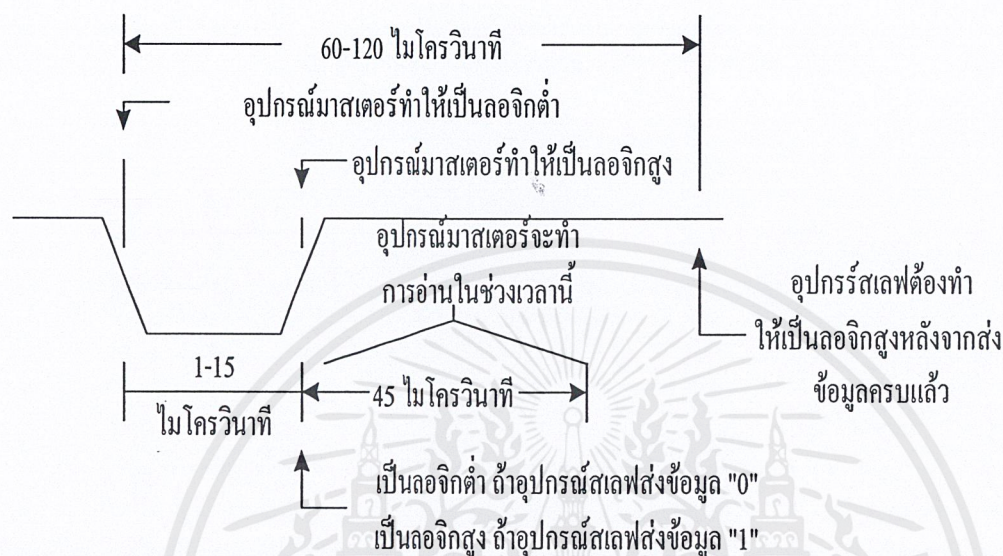 60-120 ไมโครวินาที
อุปกรณ์มาสเตอร์ทำให้เป็นลอจิกต่ำ
อุปกรณ์มาสเตอร์ทำให้เป็นลอจิกสูง
อุปกรณ์มาสเตอร์จะทำ
การอ่านในช่วงเวลานี้
อุปกรร์สเลฟต้องทำ
ให้เป็นลอจิกสูงหลังจากส่ง
ข้อมูลครบแล้ว
1-15
ไมโครวินาที
45 ไมโครวินาที
เป็นลอจิกต่ำ ถ้าอุปกรณ์สเลฟส่งข้อมูล "0"
เป็นลอจิกสูง ถ้าอุปกรณ์สเลฟส่งข้อมูล "1"